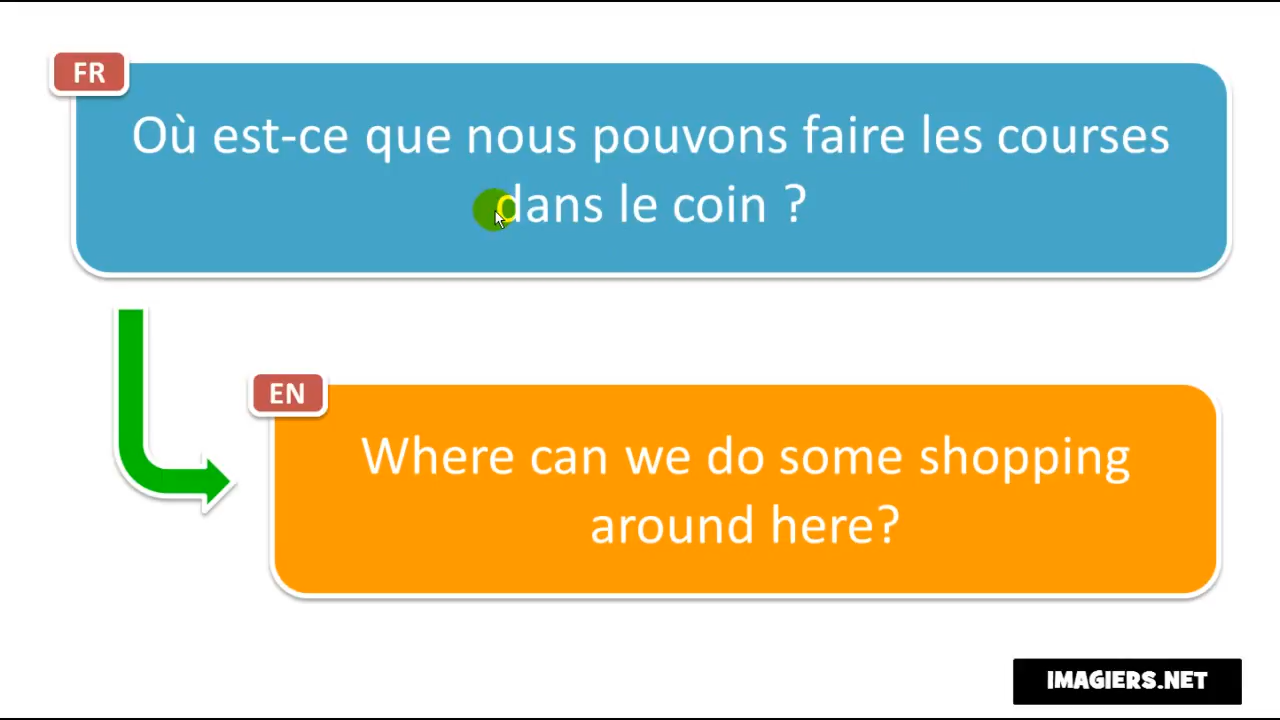 FR
Où est-ce que nous pouvons faire les courses
dans le coin ?
EN
Where can we do some shopping
around here?
IMAGIERS.NET